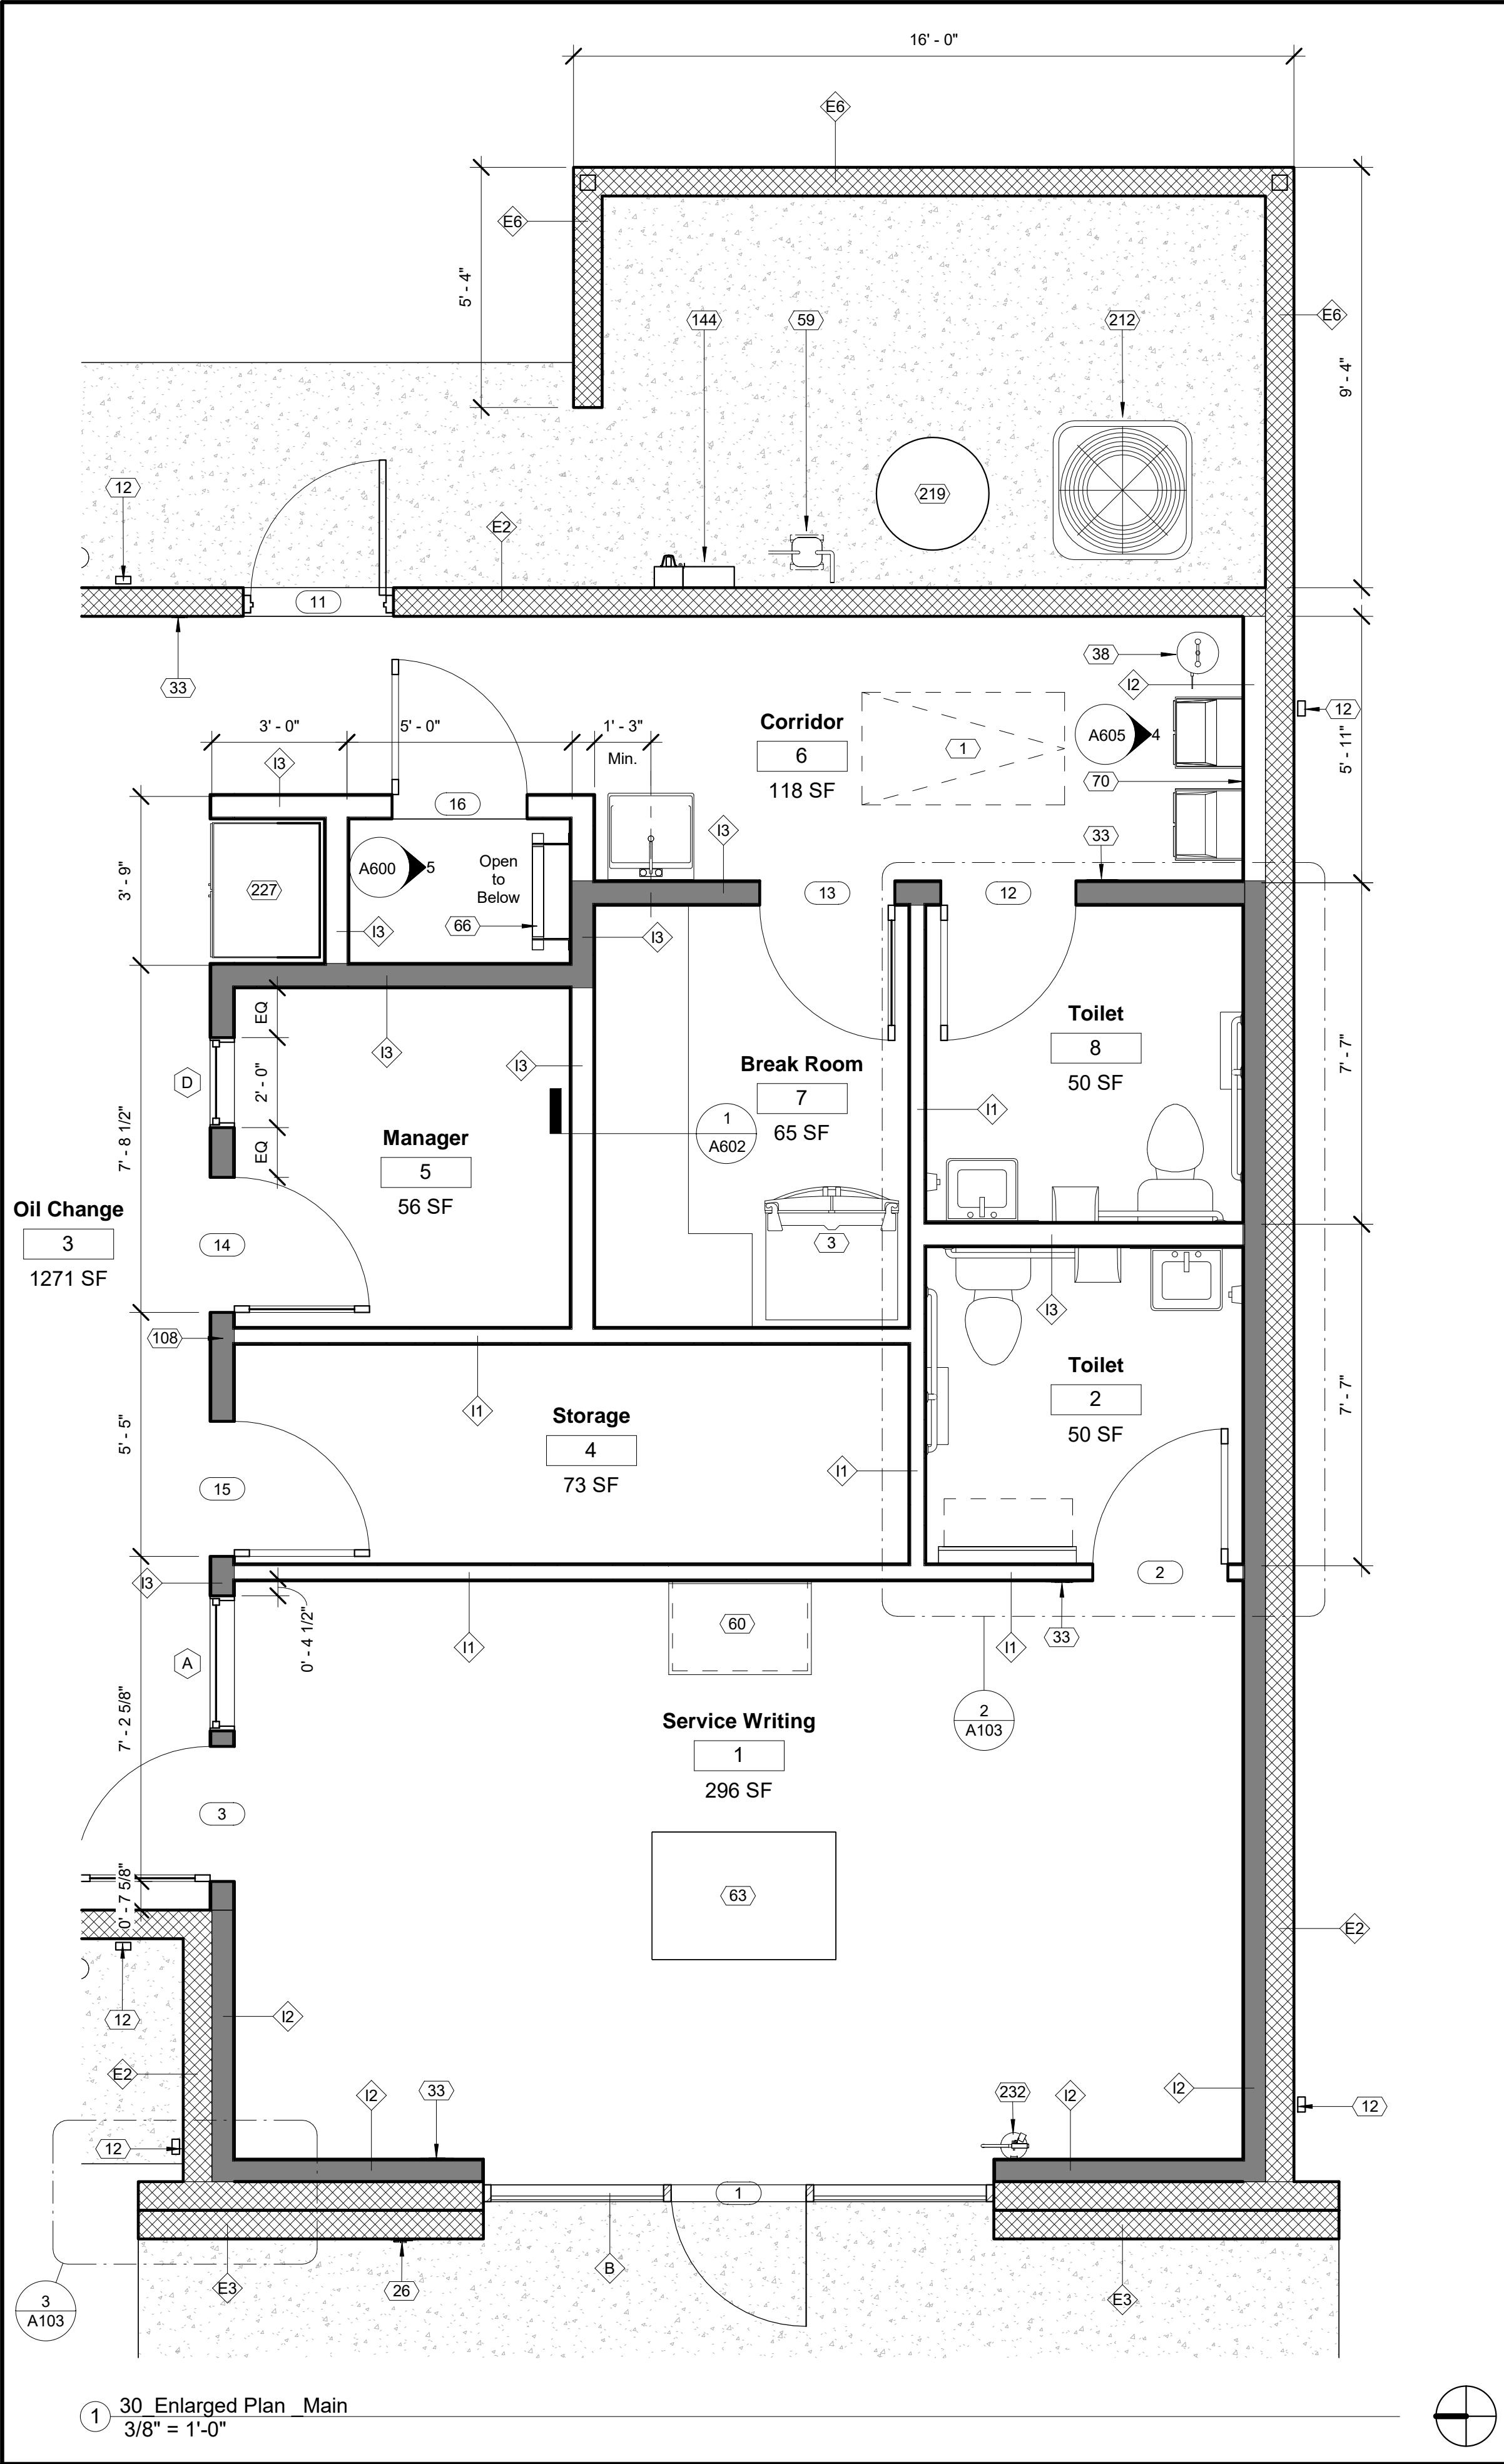 16' - 0"
E6
E6
5' - 4"
144
59
212
E6
9' - 4"
12
219
E2
11
33
38
I2
12
3' - 0"
5' - 0"
1' - 3"
Min.
Corridor
6
118 SF
1
A605
4
5' - 11"
70
I3
16
I3
33
3' - 9"
227
A600
5
Open
to
Below
66
I3
I3
13
12
EQ
I3
I3
D
2' - 0"
EQ
7' - 8 1/2"
Manager
5
56 SF
Break Room
7
65 SF
1
A602
I1
Toilet
8
50 SF
7' - 7"
Oil Change
3
1271 SF
14
3
108
I3
Toilet
2
50 SF
7' - 7"
I1
5' - 5"
Storage
4
73 SF
I1
15
2
I3
0' - 4 1/2"
I1
60
I1
33
A
7' - 2 5/8"
2
A103
Service Writing
1
296 SF
3
0' - 7 5/8"
63
E2
12
I2
E2
I2
33
232
I2
I2
12
12
1
E3
26
B
E3
3
A103
1
30_Enlarged Plan _Main
3/8" = 1'-0"